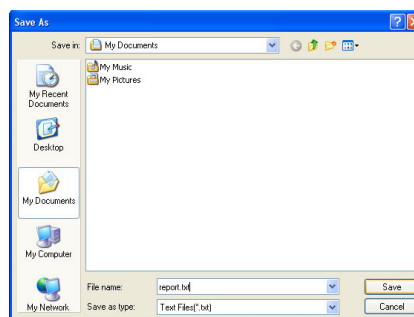 Save As
Save in: My Documents
My Music
My Pictures
My Recent
Documents
Desktop
My Documents
My Computer
My Network
File name: report.txt Save
Save as type: Text Files(*.txt) Cancel